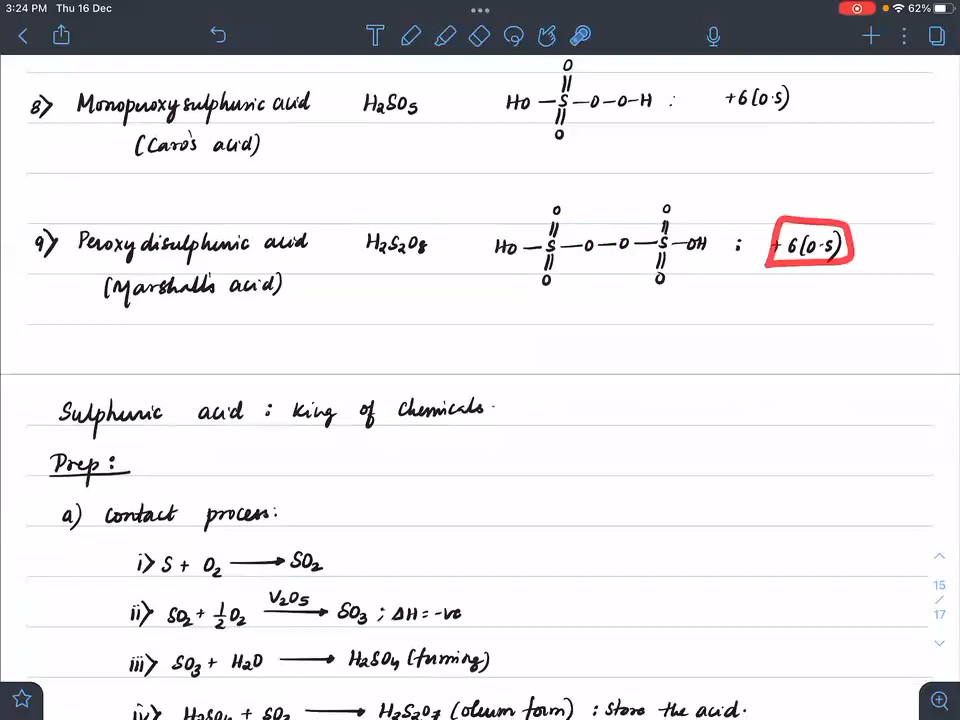 3:24 PM Thu 16 Dec
62%
T
O
8> Monoperoxy sulphuric acid H₂SO₅ HO — S — O — O — H : +6(O.S)
O
(Caro's acid)
O O
9> Peroxy disulphuric acid H₂S₂O₈ HO — S — O — O — S — OH : + 6(O.S)
O O
(Marshall's acid)
Sulphuric acid : King of Chemicals.
Prep :
a) Contact process:
i> S + O₂ ⟶ SO₂
V₂O₅
ii> SO₂ + 1/2 O₂ ⟶ SO₃ ; ΔH = -ve
iii> SO₃ + H₂O ⟶ H₂SO₄ (fuming)
iv> H₂SO₄ + SO₃ ⟶ H₂S₂O₇ (oleum form) : Store the acid.
15
/
17